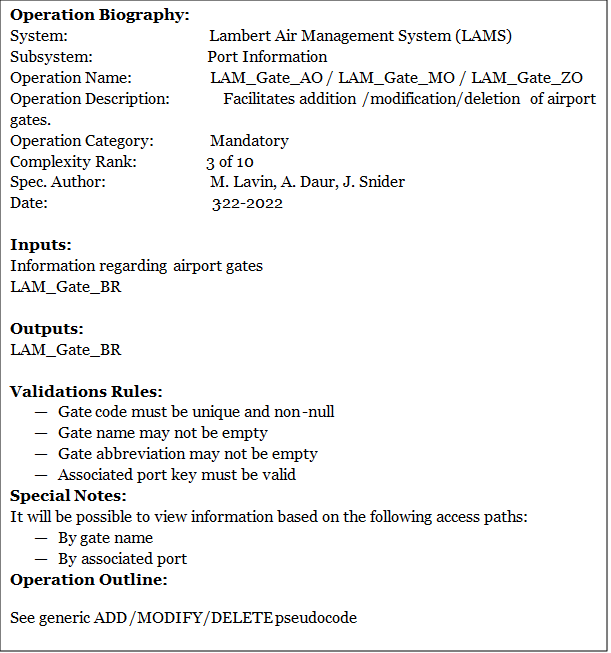 Operation Biography:
System: Lambert Air Management System (LAMS)
Subsystem: Port Information
Operation Name: LAM_Gate_AO / LAM_Gate_MO / LAM_Gate_ZO
Operation Description: Facilitates addition /modification/deletion of airport
gates.
Operation Category: Mandatory
Complexity Rank: 3 of 10
Spec. Author: M. Lavin, A. Daur, J. Snider
Date: 322-2022
Inputs:
Information regarding airport gates
LAM_Gate_BR
Outputs:
LAM_Gate_BR
Validations Rules:
— Gate code must be unique and non-null
— Gate name may not be empty
— Gate abbreviation may not be empty
— Associated port key must be valid
Special Notes:
It will be possible to view information based on the following access paths:
— By gate name
— By associated port
Operation Outline:
See generic ADD/MODIFY/DELETE pseudocode